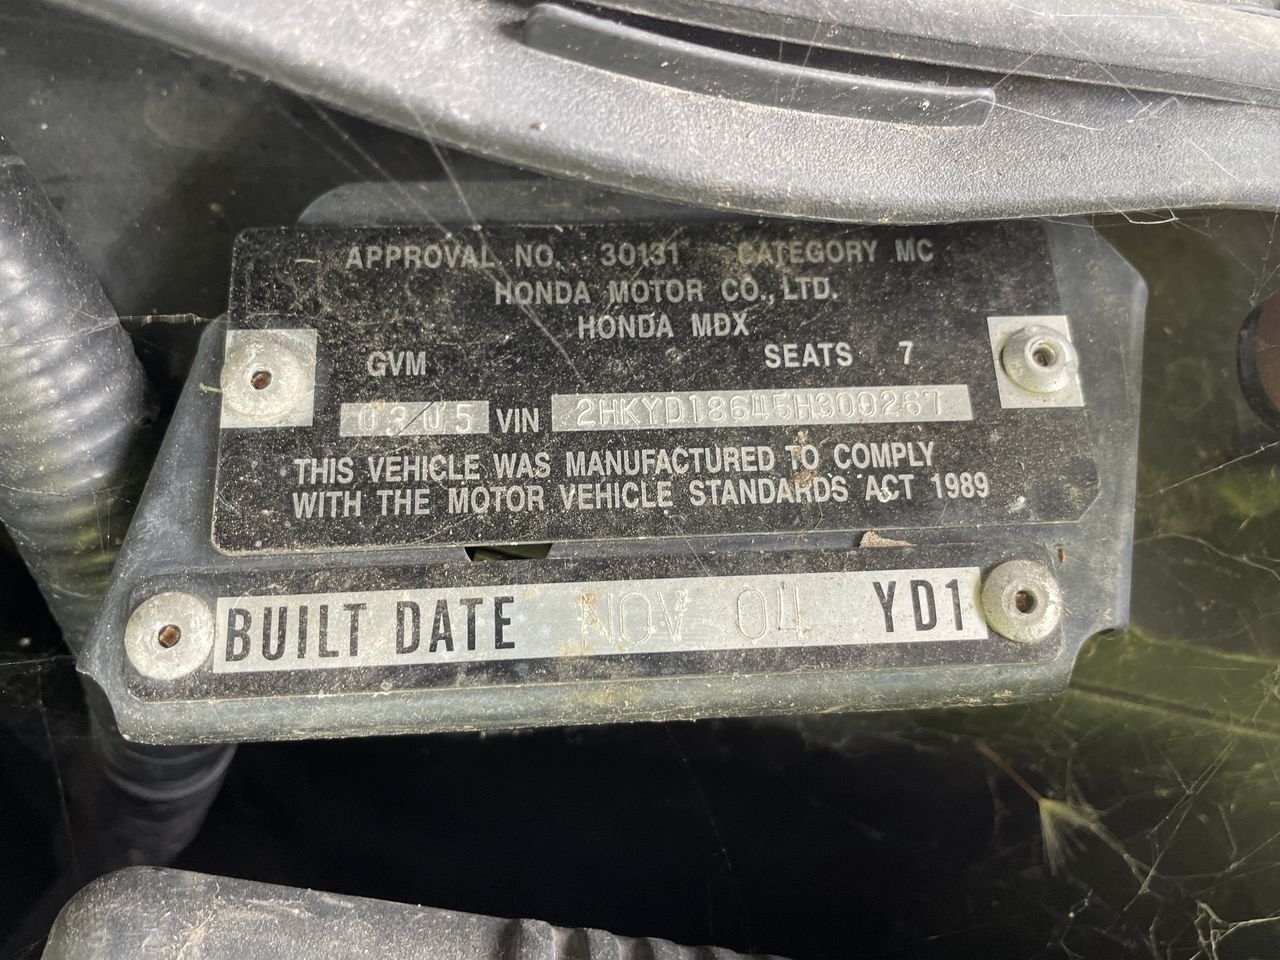 APPROVAL NO. 30131 CATEGORY MC
HONDA MOTOR CO., LTD.
HONDA MDX
GVM SEATS 7
03/05 VIN 2HKYD18645H300267
THIS VEHICLE WAS MANUFACTURED TO COMPLY
WITH THE MOTOR VEHICLE STANDARDS ACT 1989
BUILT DATE NOV 04 YD1